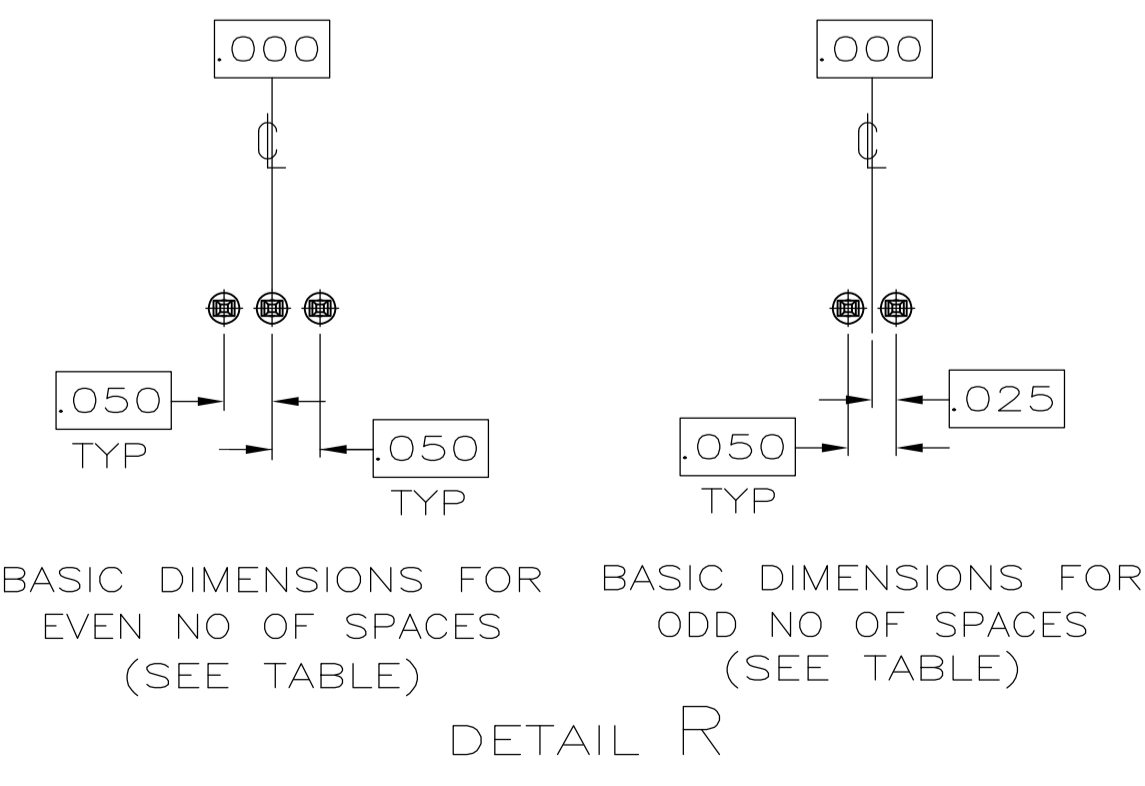 .000
℄
.050
TYP
.050
TYP
BASIC DIMENSIONS FOR
EVEN NO OF SPACES
(SEE TABLE)
.000
℄
.025
.050
TYP
BASIC DIMENSIONS FOR
ODD NO OF SPACES
(SEE TABLE)
DETAIL R